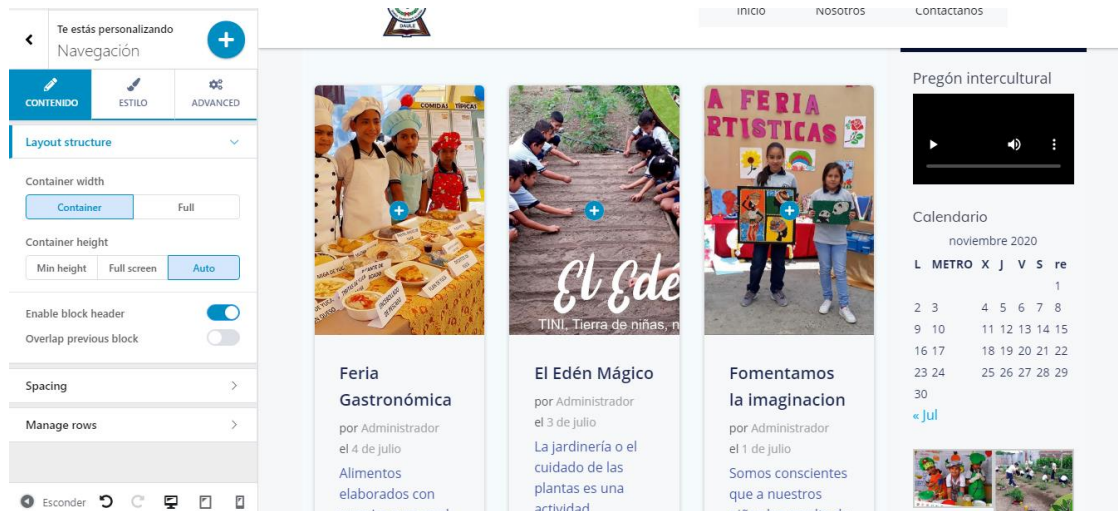 Te estás personalizando
Navegación
CONTENIDO
ESTILO
ADVANCED
Layout structure
Container width
Container
Full
Container height
Min height
Full screen
Auto
Enable block header
Overlap previous block
Spacing
Manage rows
Esconder
DAULE
Inicio
Nosotros
Contáctanos
COMIDAS TÍPICAS
El Ede
TINI, Tierra de niñas, n
A FERIA
RTISTICAS
Feria
Gastronómica
por Administrador
el 4 de julio
Alimentos
elaborados con
El Edén Mágico
por Administrador
el 3 de julio
La jardinería o el
cuidado de las
plantas es una
actividad
Fomentamos
la imaginacion
por Administrador
el 1 de julio
Somos conscientes
que a nuestros
Pregón intercultural
Calendario
noviembre 2020
L METRO X J V S re
1
2 3 4 5 6 7 8
9 10 11 12 13 14 15
16 17 18 19 20 21 22
23 24 25 26 27 28 29
30
« Jul